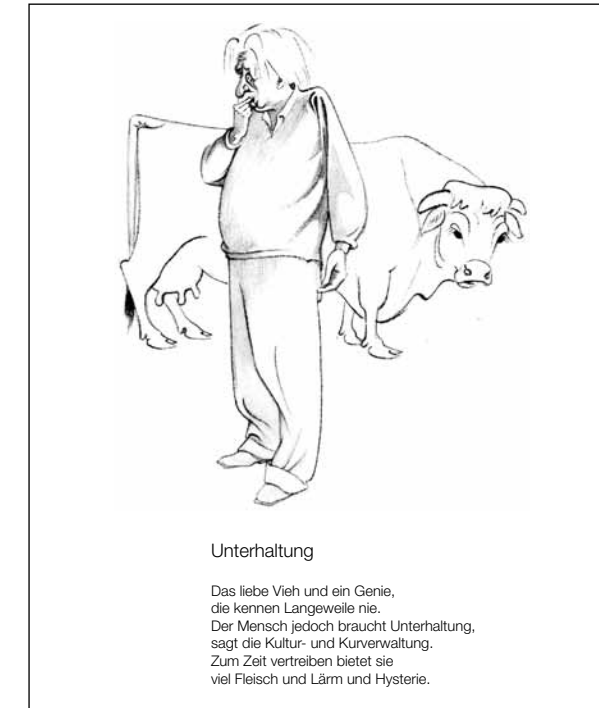 Unterhaltung
Das liebe Vieh und ein Genie,
die kennen Langeweile nie.
Der Mensch jedoch braucht Unterhaltung,
sagt die Kultur- und Kurverwaltung.
Zum Zeit vertreiben bietet sie
viel Fleisch und Lärm und Hysterie.